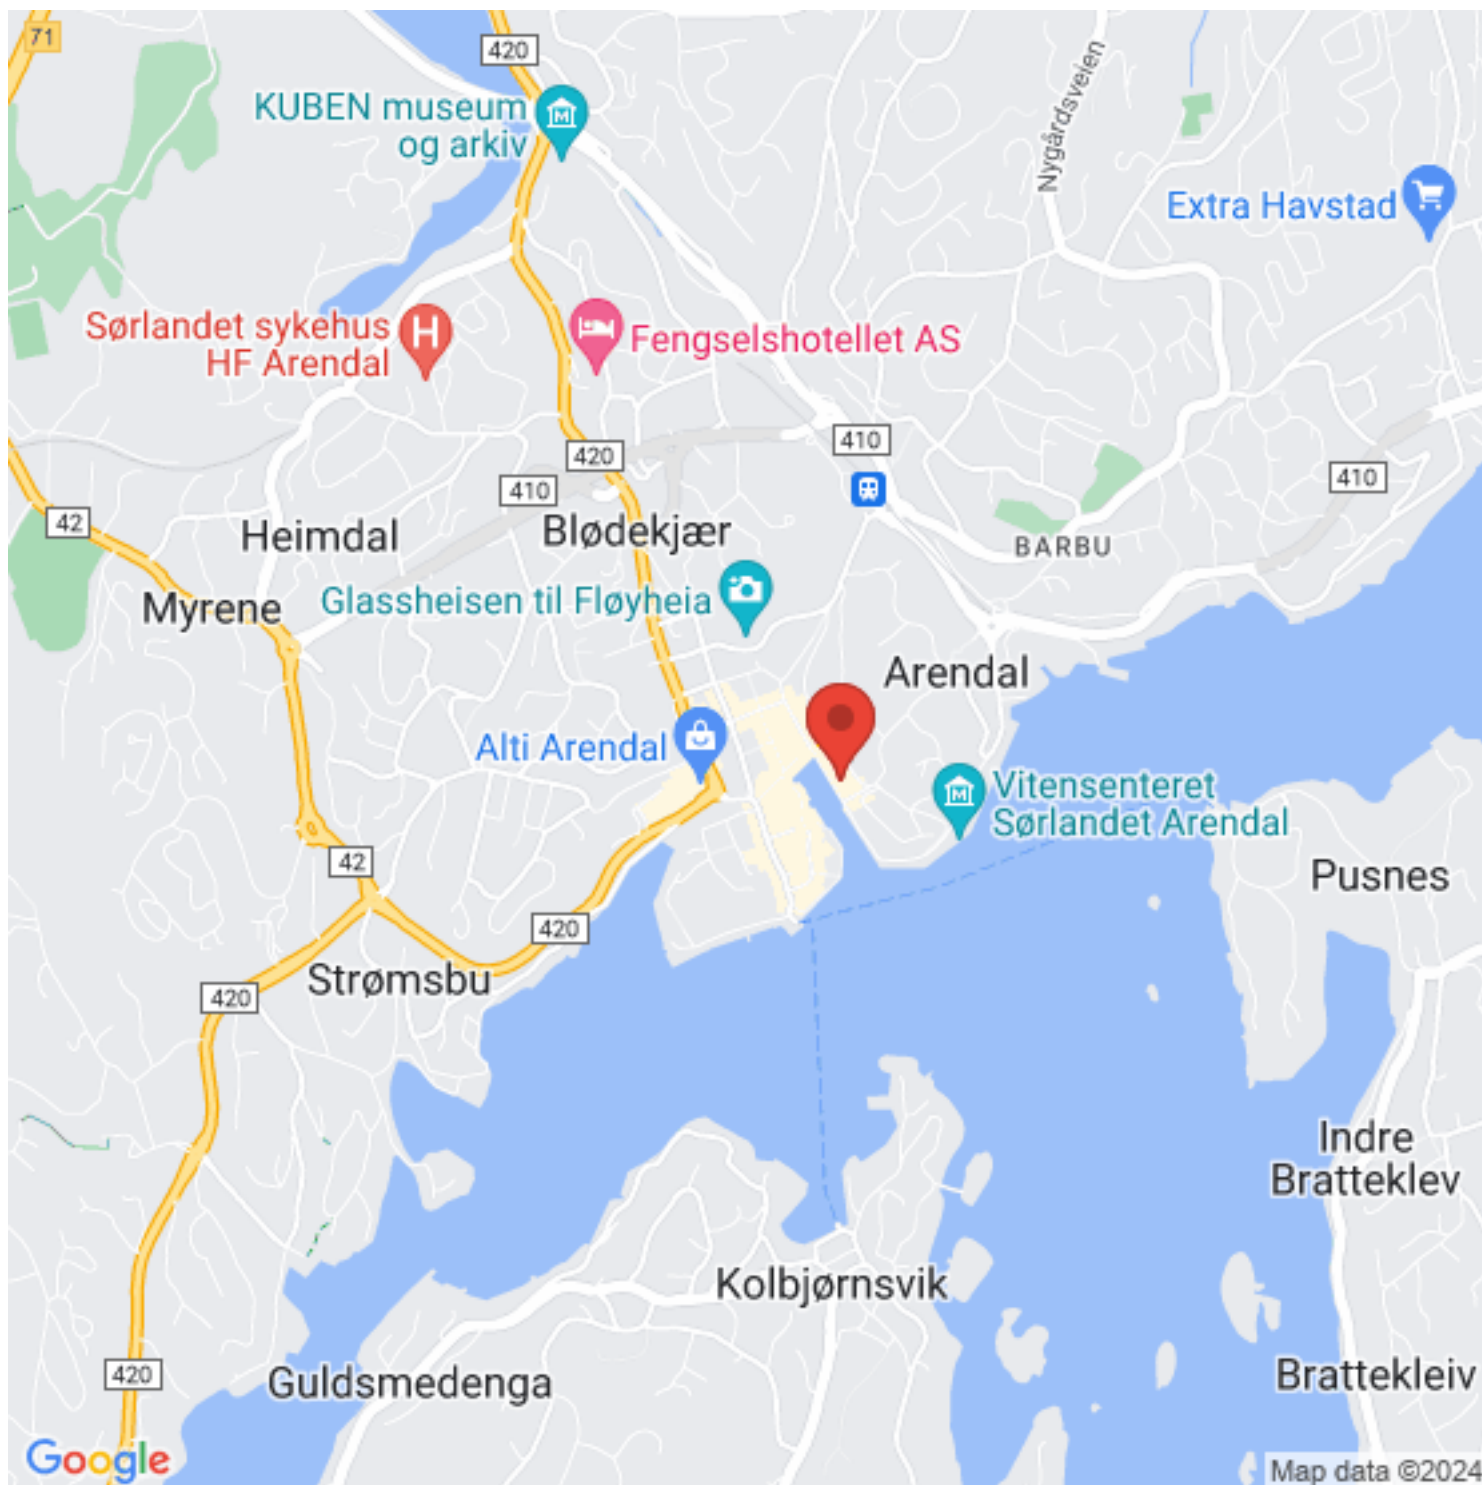 71
420
KUBEN museum
og arkiv
Nygårdsveien
Extra Havstad
Sørlandet sykehus
HF Arendal
Fengselshotellet AS
410
420
410
410
42
Heimdal
Blødekjær
BARBU
Glassheisen til Fløyheia
Myrene
Arendal
Alti Arendal
Vitensenteret
Sørlandet Arendal
42
Pusnes
420
Strømsbu
420
Indre
Bratteklev
Kolbjørnsvik
420
Guldsmedenga
Brattekleiv
Google
Map data ©2024